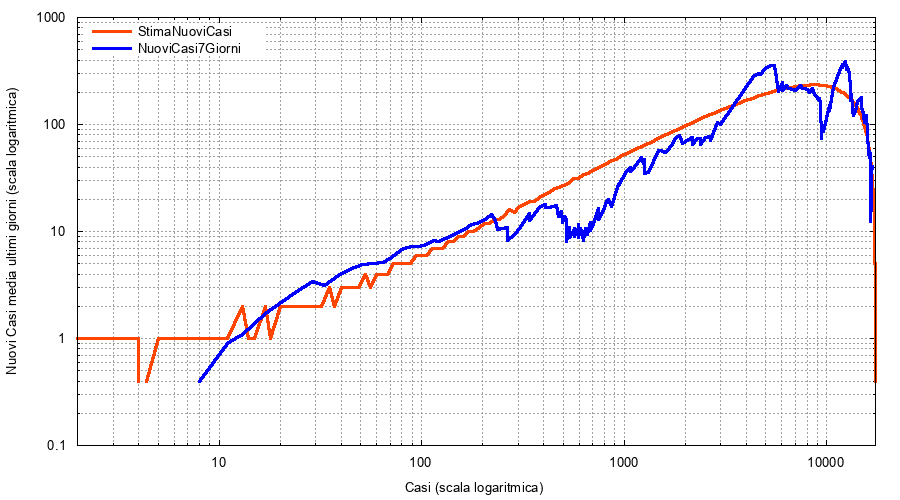 1000
StimaNuoviCasi
NuoviCasi7Giorni
100
10
1
0.1
Nuovi Casi media ultimi giorni (scala logaritmica)
10 100 1000 10000
Casi (scala logaritmica)